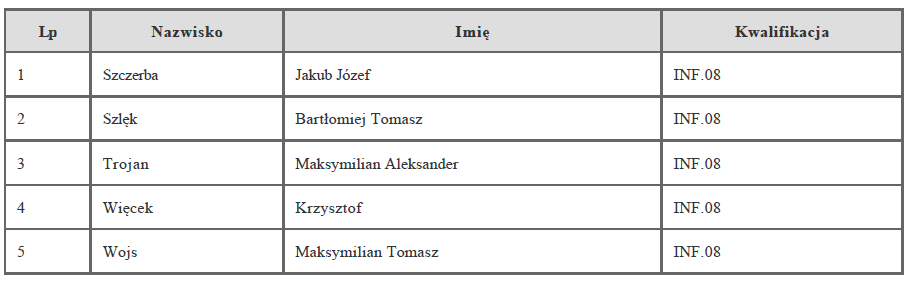 Lp Nazwisko Imię Kwalifikacja
1 Szczerba Jakub Józef INF.08
2 Szlęk Bartłomiej Tomasz INF.08
3 Trojan Maksymilian Aleksander INF.08
4 Więcek Krzysztof INF.08
5 Wojs Maksymilian Tomasz INF.08